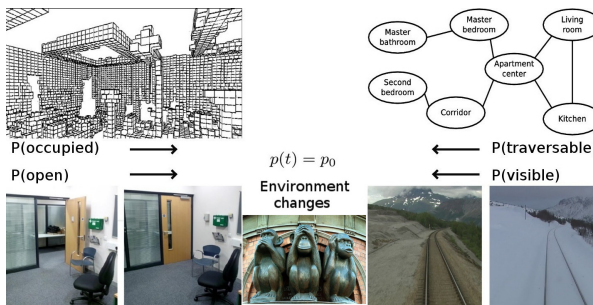 Master
bathroom
Master
bedroom
Living
room
Apartment
center
Second
bedroom
Corridor
Kitchen
P(occupied)
P(traversable
P(open)
p(t) = p₀
P(visible)
Environment
changes